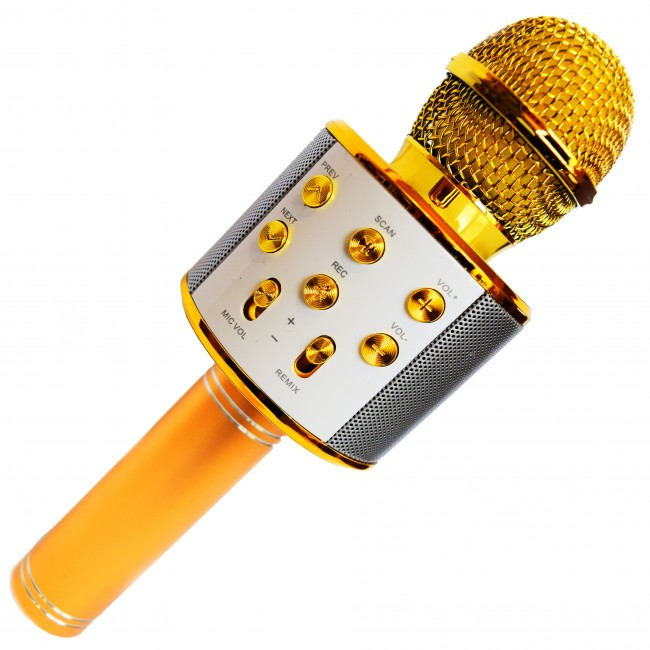 PREV
NEXT
SCAN
REC
VOL+
VOL-
MIC VOL
+
−
REMIX